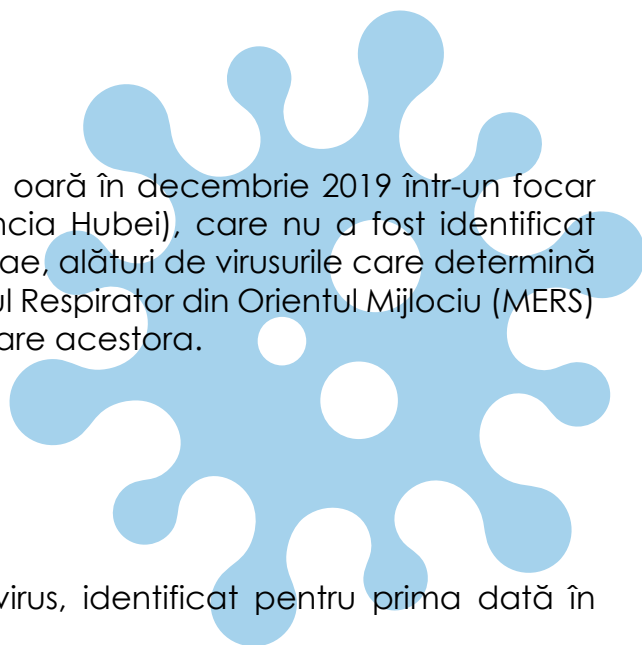 oară în decembrie 2019 într-un focar
ncia Hubei), care nu a fost identificat
ae, alături de virusurile care determină
ul Respirator din Orientul Mijlociu (MERS)
are acestora.
virus, identificat pentru prima dată în